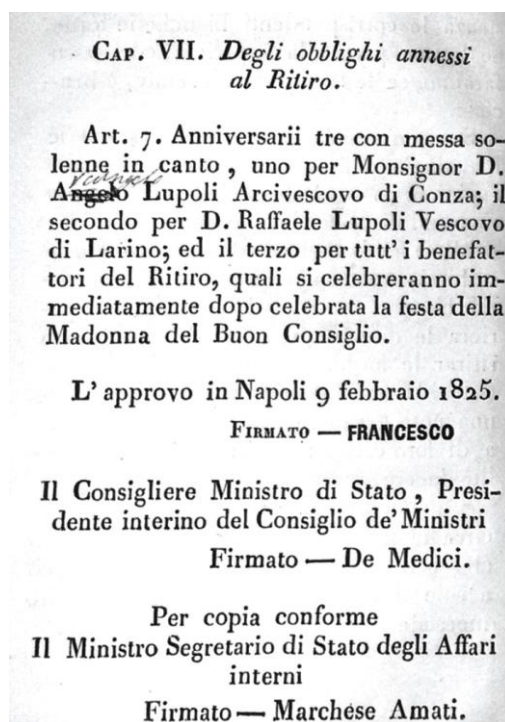 CAP. VII. Degli obblighi annessi
al Ritiro.
Art. 7. Anniversarii tre con messa so-
lenne in canto, uno per Monsignor D.
Angelo Lupoli Arcivescovo di Conza; il
secondo per D. Raffaele Lupoli Vescovo
di Larino; ed il terzo per tutt' i benefat-
tori del Ritiro, quali si celebreranno im-
mediatamente dopo celebrata la festa della
Madonna del Buon Consiglio.
L' approvo in Napoli 9 febbraio 1825.
FIRMATO — FRANCESCO
Il Consigliere Ministro di Stato, Presi-
dente interino del Consiglio de' Ministri
Firmato — De Medici.
Per copia conforme
Il Ministro Segretario di Stato degli Affari
interni
Firmato — Marchese Amati.